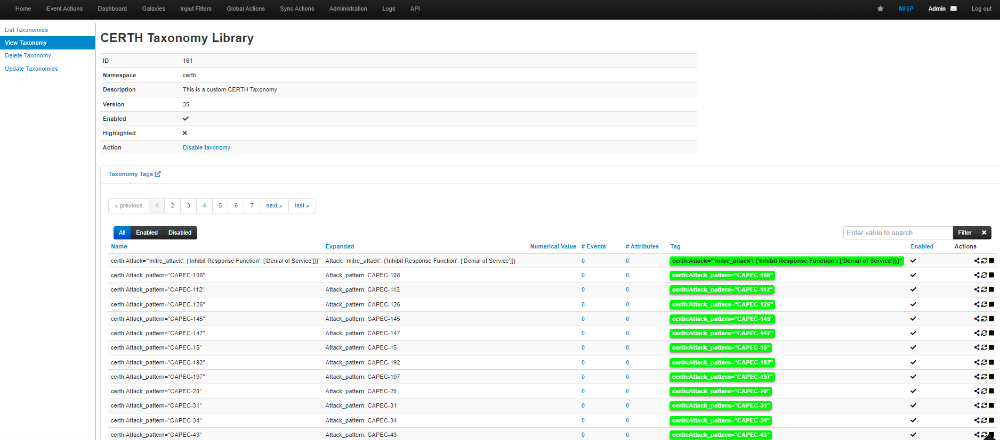 Home Event Actions Dashboard Galaxies Input Filters Global Actions Sync Actions Administration Logs API MISP Admin Log out
List Taxonomies
View Taxonomy
Delete Taxonomy
Update Taxonomies
CERTH Taxonomy Library
ID 161
Namespace certh
Description This is a custom CERTH Taxonomy
Version 35
Enabled
Highlighted
Action Disable taxonomy
Taxonomy Tags
« previous 1 2 3 4 5 6 7 next » last »
All Enabled Disabled Enter value to search Filter
Name Expanded Numerical Value # Events # Attributes Tag Enabled Actions
certh:Attack="'mitre_attack': {'Inhibit Response Function': ['Denial of Service']}}" Attack: 'mitre_attack': {'Inhibit Response Function': ['Denial of Service']}} 0 0 certh:Attack="'mitre_attack': {'Inhibit Response Function': ['Denial of Service']}}"
certh:Attack_pattern="CAPEC-108" Attack_pattern: CAPEC-108 0 0 certh:Attack_pattern="CAPEC-108"
certh:Attack_pattern="CAPEC-112" Attack_pattern: CAPEC-112 0 0 certh:Attack_pattern="CAPEC-112"
certh:Attack_pattern="CAPEC-126" Attack_pattern: CAPEC-126 0 0 certh:Attack_pattern="CAPEC-126"
certh:Attack_pattern="CAPEC-145" Attack_pattern: CAPEC-145 0 0 certh:Attack_pattern="CAPEC-145"
certh:Attack_pattern="CAPEC-147" Attack_pattern: CAPEC-147 0 0 certh:Attack_pattern="CAPEC-147"
certh:Attack_pattern="CAPEC-15" Attack_pattern: CAPEC-15 0 0 certh:Attack_pattern="CAPEC-15"
certh:Attack_pattern="CAPEC-192" Attack_pattern: CAPEC-192 0 0 certh:Attack_pattern="CAPEC-192"
certh:Attack_pattern="CAPEC-197" Attack_pattern: CAPEC-197 0 0 certh:Attack_pattern="CAPEC-197"
certh:Attack_pattern="CAPEC-20" Attack_pattern: CAPEC-20 0 0 certh:Attack_pattern="CAPEC-20"
certh:Attack_pattern="CAPEC-31" Attack_pattern: CAPEC-31 0 0 certh:Attack_pattern="CAPEC-31"
certh:Attack_pattern="CAPEC-34" Attack_pattern: CAPEC-34 0 0 certh:Attack_pattern="CAPEC-34"
certh:Attack_pattern="CAPEC-43" Attack_pattern: CAPEC-43 0 0 certh:Attack_pattern="CAPEC-43"